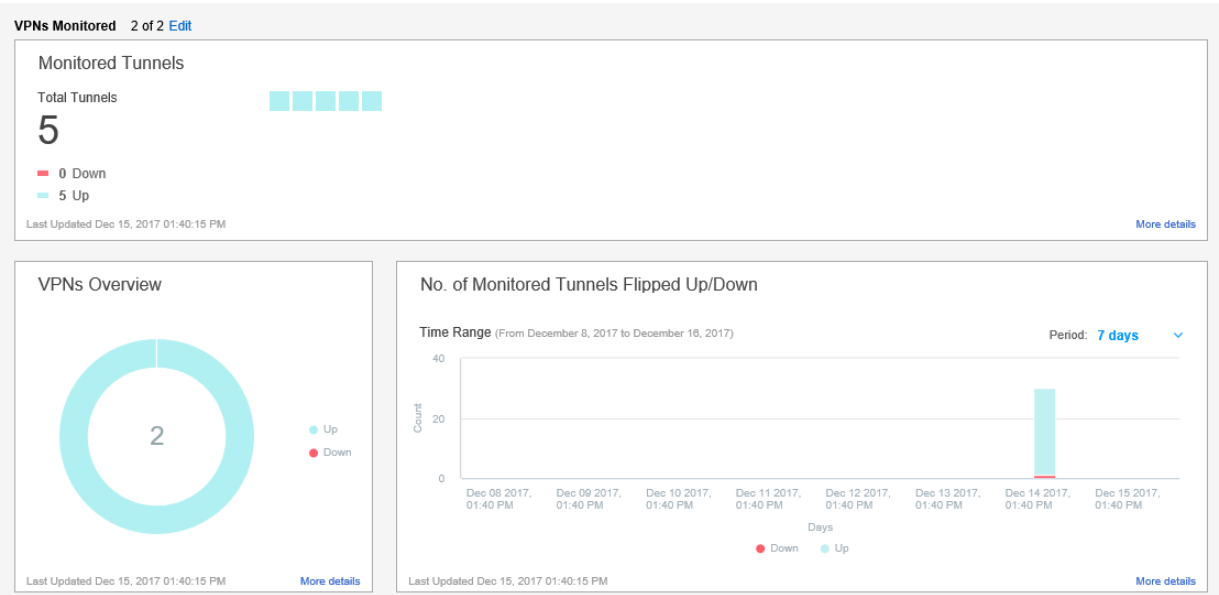 VPNs Monitored 2 of 2 Edit
Monitored Tunnels
Total Tunnels
5
0 Down
5 Up
Last Updated Dec 15, 2017 01:40:15 PM
More details
VPNs Overview
2
Up
Down
Last Updated Dec 15, 2017 01:40:15 PM
More details
No. of Monitored Tunnels Flipped Up/Down
Time Range (From December 8, 2017 to December 16, 2017)
Period: 7 days
40
20
0
Count
Dec 08 2017,
01:40 PM
Dec 09 2017,
01:40 PM
Dec 10 2017,
01:40 PM
Dec 11 2017,
01:40 PM
Dec 12 2017,
01:40 PM
Dec 13 2017,
01:40 PM
Dec 14 2017,
01:40 PM
Dec 15 2017,
01:40 PM
Days
Down Up
Last Updated Dec 15, 2017 01:40:15 PM
More details